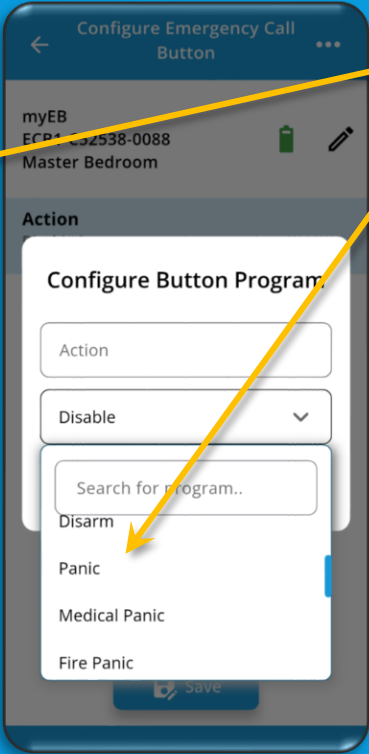 Configure Emergency Call
Button
myEB
ECB1-C52538-0088
Master Bedroom
Action
Configure Button Program
Action
Disable
Search for program..
Disarm
Panic
Medical Panic
Fire Panic
Save